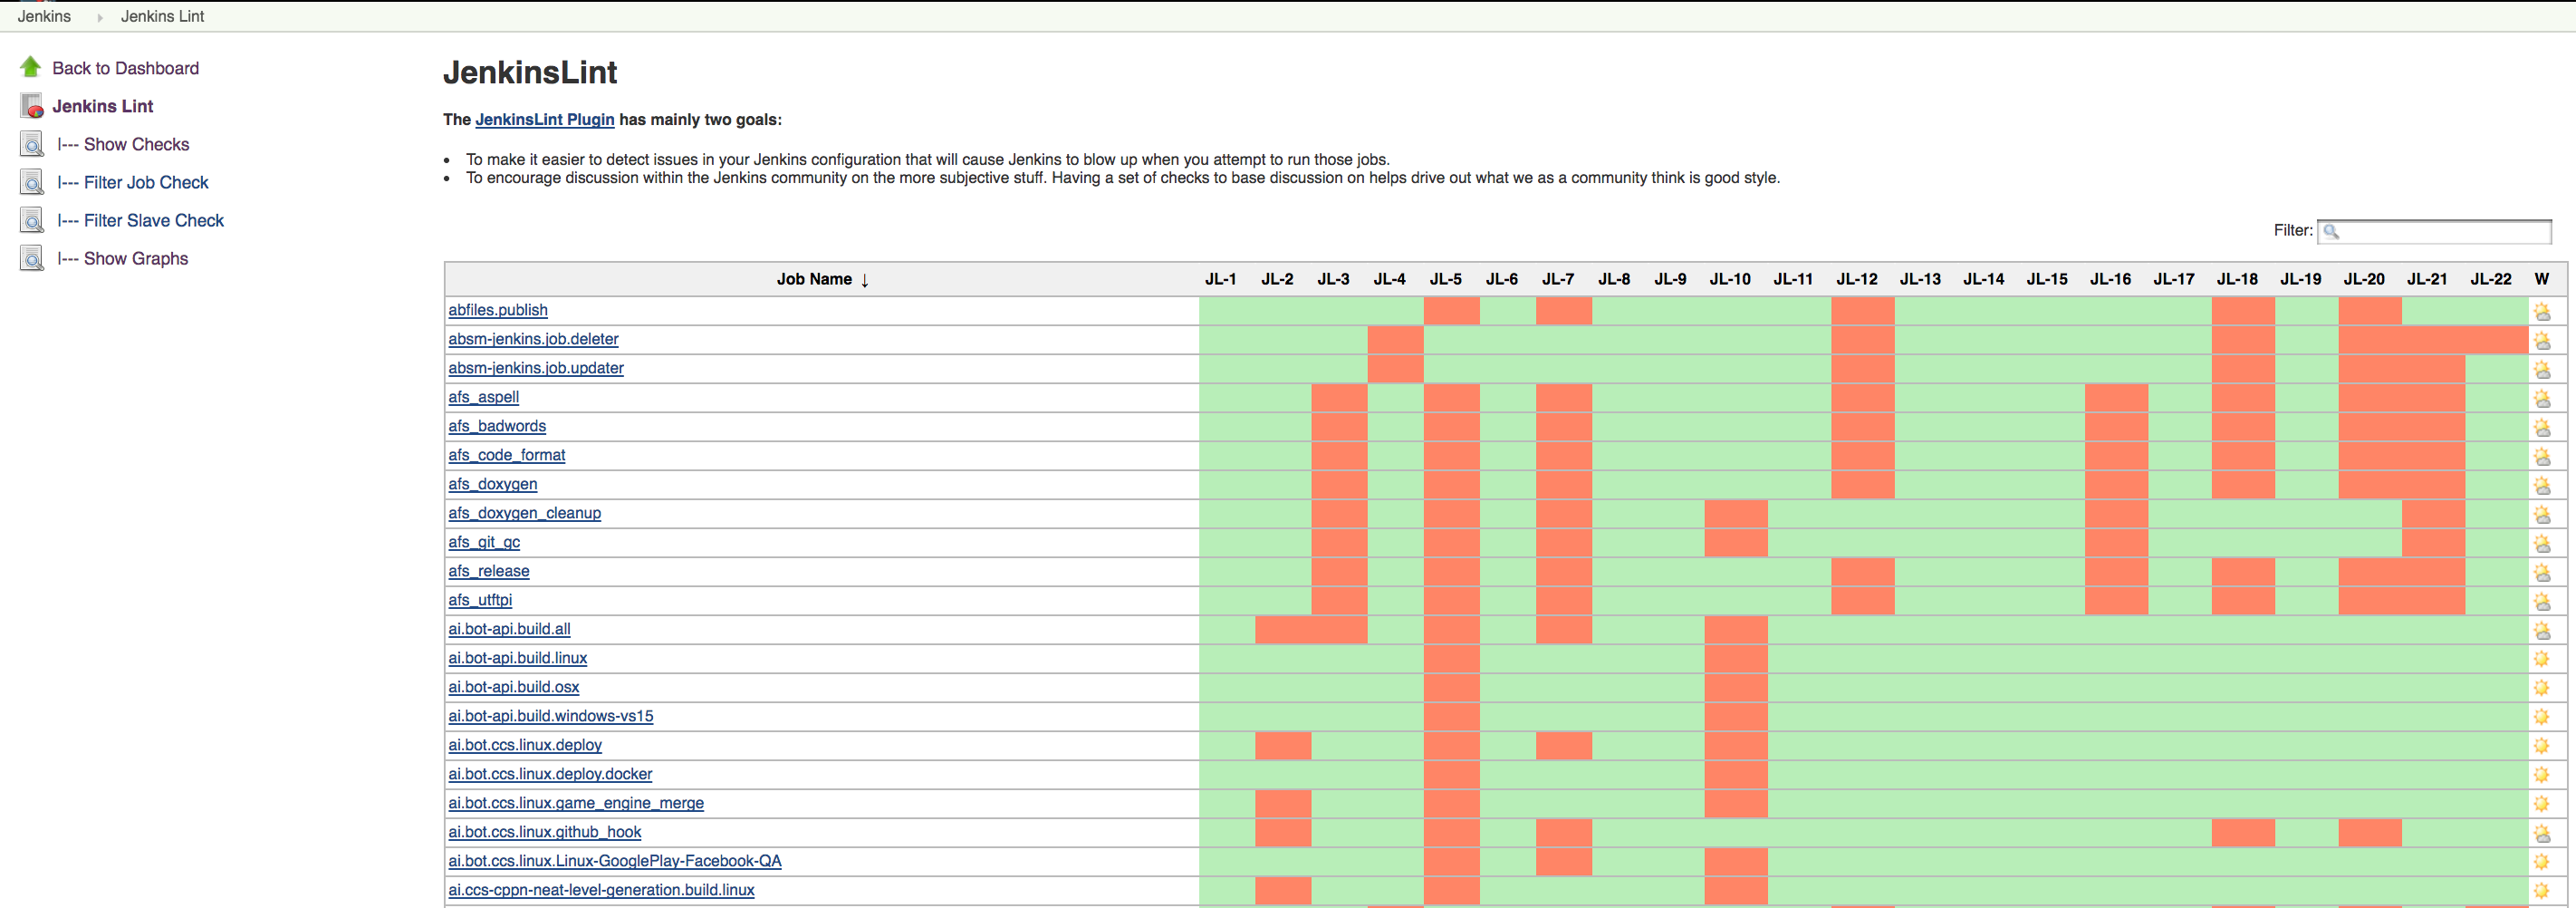 Jenkins Jenkins Lint
Back to Dashboard
Jenkins Lint
|--- Show Checks
|--- Filter Job Check
|--- Filter Slave Check
|--- Show Graphs
JenkinsLint
The JenkinsLint Plugin has mainly two goals:
• To make it easier to detect issues in your Jenkins configuration that will cause Jenkins to blow up when you attempt to run those jobs.
• To encourage discussion within the Jenkins community on the more subjective stuff. Having a set of checks to base discussion on helps drive out what we as a community think is good style.
Filter:
Job Name ↓ JL-1 JL-2 JL-3 JL-4 JL-5 JL-6 JL-7 JL-8 JL-9 JL-10 JL-11 JL-12 JL-13 JL-14 JL-15 JL-16 JL-17 JL-18 JL-19 JL-20 JL-21 JL-22 W
abfiles.publish
absm-jenkins.job.deleter
absm-jenkins.job.updater
afs_aspell
afs_badwords
afs_code_format
afs_doxygen
afs_doxygen_cleanup
afs_git_gc
afs_release
afs_utftpi
ai.bot-api.build.all
ai.bot-api.build.linux
ai.bot-api.build.osx
ai.bot-api.build.windows-vs15
ai.bot.ccs.linux.deploy
ai.bot.ccs.linux.deploy.docker
ai.bot.ccs.linux.game_engine_merge
ai.bot.ccs.linux.github_hook
ai.bot.ccs.linux.Linux-GooglePlay-Facebook-QA
ai.ccs-cppn-neat-level-generation.build.linux